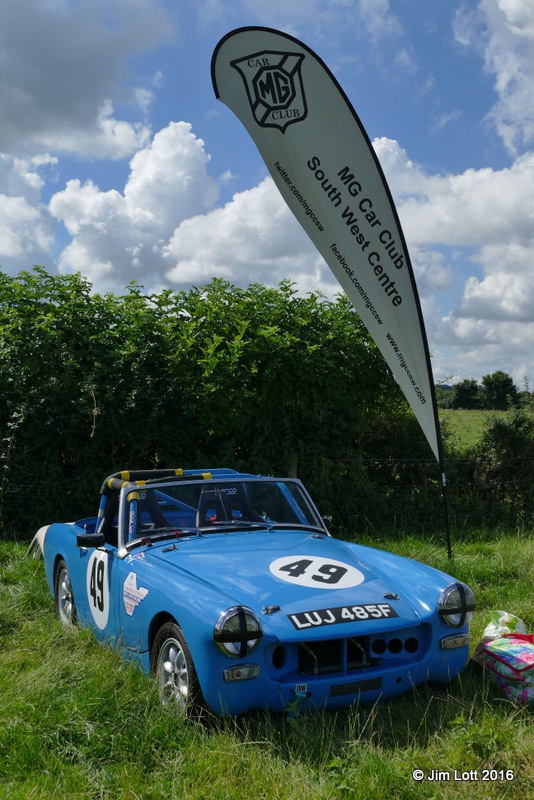 CAR
MG
CLUB
MG Car Club
South West Centre
twitter.com/mgccsw
facebook.com/mgccsw
www.mgccsw.com
49
49
LUJ 485F
TOW
© Jim Lott 2016